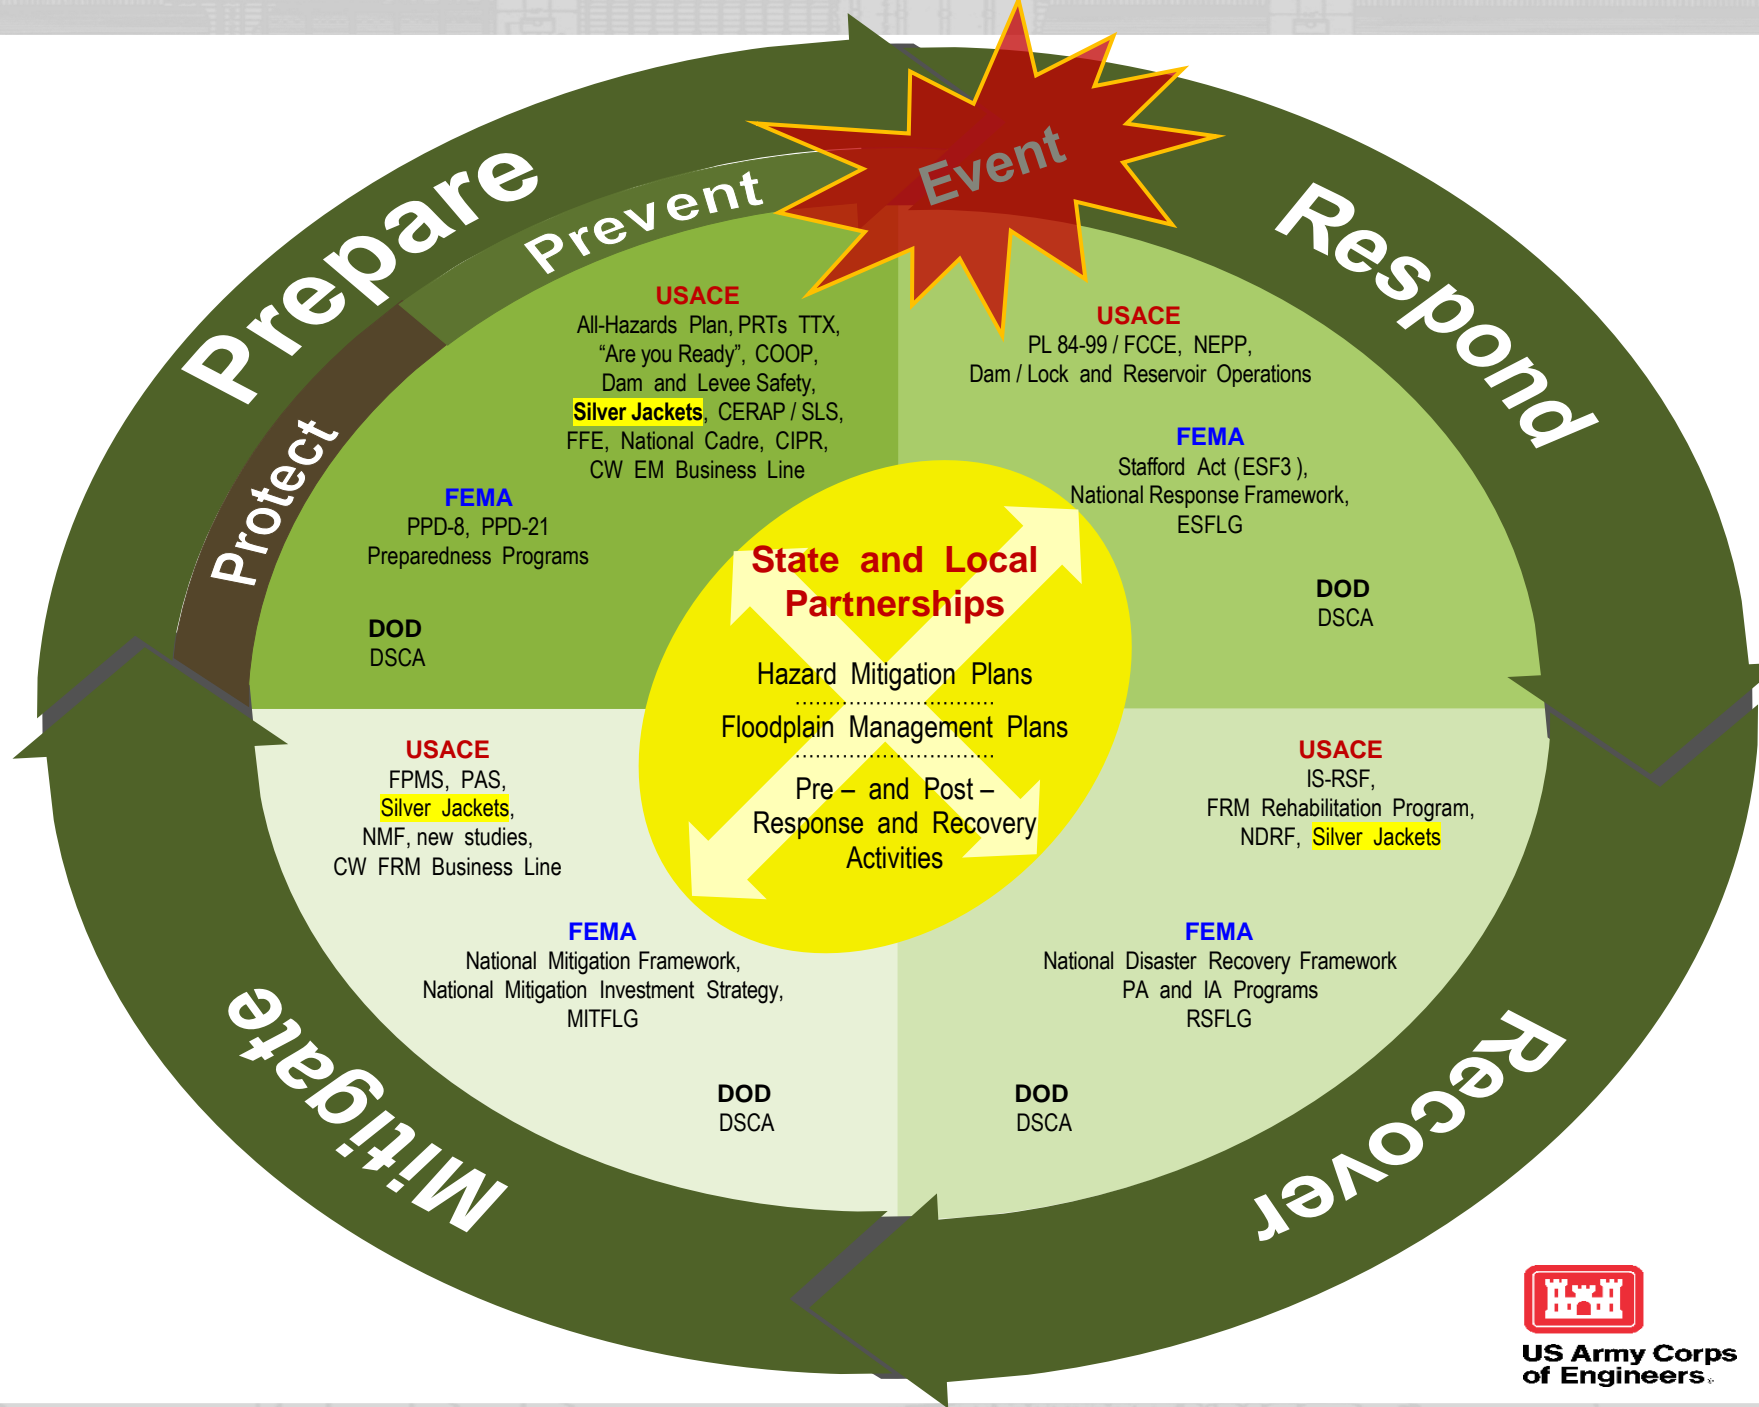 Prepare
Prevent
Protect
Event
Respond
USACE
All-Hazards Plan, PRTs TTX,
“Are you Ready”, COOP,
Dam and Levee Safety,
Silver Jackets, CERAP / SLS,
FFE, National Cadre, CIPR,
CW EM Business Line
FEMA
PPD-8, PPD-21
Preparedness Programs
DOD
DSCA
USACE
PL 84-99 / FCCE, NEPP,
Dam / Lock and Reservoir Operations
FEMA
Stafford Act (ESF3 ),
National Response Framework,
ESFLG
DOD
DSCA
State and Local
Partnerships
Hazard Mitigation Plans
Floodplain Management Plans
Pre – and Post –
Response and Recovery
Activities
USACE
FPMS, PAS,
Silver Jackets,
NMF, new studies,
CW FRM Business Line
FEMA
National Mitigation Framework,
National Mitigation Investment Strategy,
MITFLG
DOD
DSCA
USACE
IS-RSF,
FRM Rehabilitation Program,
NDRF, Silver Jackets
FEMA
National Disaster Recovery Framework
PA and IA Programs
RSFLG
DOD
DSCA
Mitigate
Recover
US Army Corps
of Engineers®